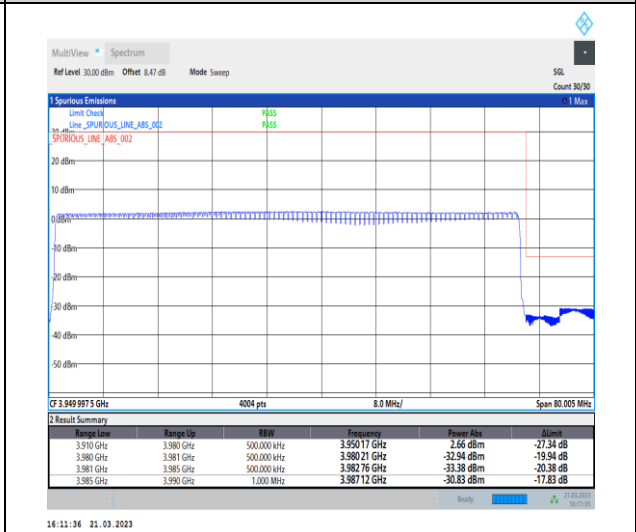 MultiView Spectrum
Ref Level 30.00 dBm Offset 8.47 dB Mode Sweep SGL
Count 30/30
1 Spurious Emissions 1 Max
Limit Check PASS
Line _SPURIOUS_LINE_ABS_002 PASS
_SPURIOUS_LINE_ABS_002
20 dBm
10 dBm
0 dBm
-10 dBm
-20 dBm
-30 dBm
-40 dBm
-50 dBm
CF 3.949 997 5 GHz 4004 pts 8.0 MHz/ Span 80.005 MHz
2 Result Summary
Range Low Range Up RBW Frequency Power Abs ΔLimit
3.910 GHz 3.980 GHz 500.000 kHz 3.950 17 GHz 2.66 dBm -27.34 dB
3.980 GHz 3.981 GHz 500.000 kHz 3.980 21 GHz -32.94 dBm -19.94 dB
3.981 GHz 3.985 GHz 500.000 kHz 3.982 76 GHz -33.38 dBm -20.38 dB
3.985 GHz 3.990 GHz 1.000 MHz 3.987 12 GHz -30.83 dBm -17.83 dB
Ready 21.03.2023
16:11:35
16:11:36 21.03.2023